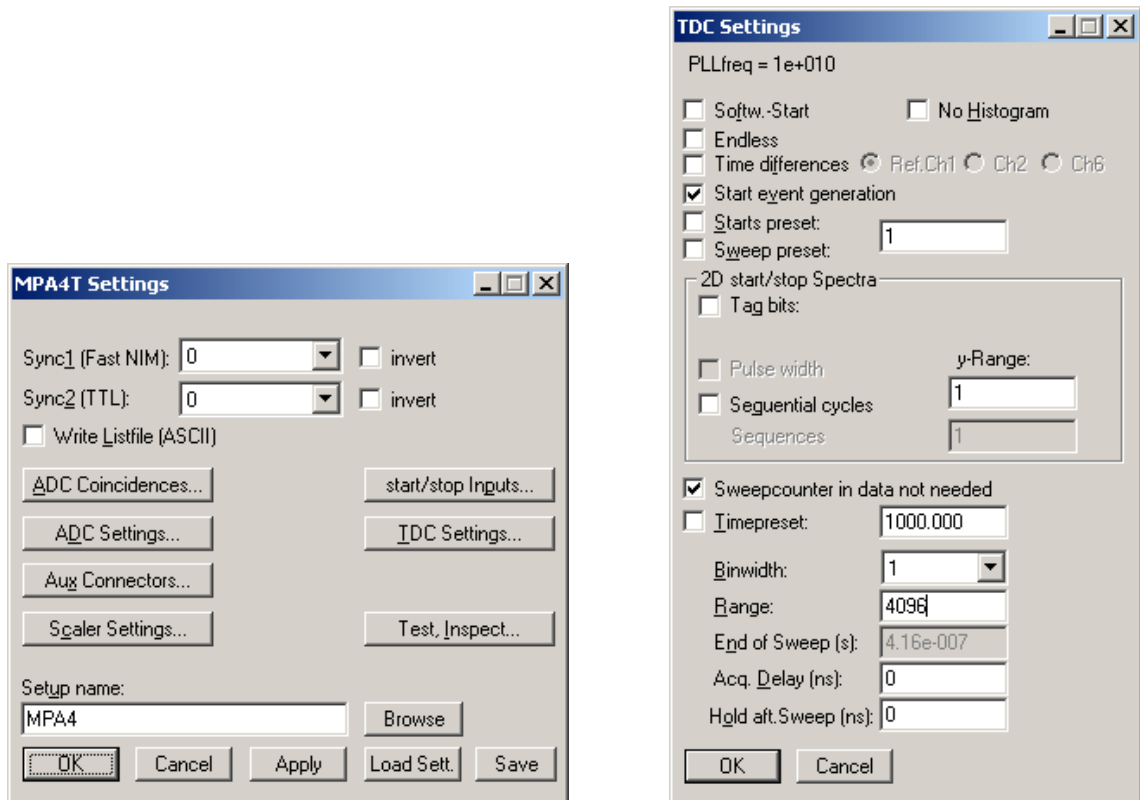 MPA4T Settings
Sync1 (Fast NIM): 0 invert
Sync2 (TTL): 0 invert
Write Listfile (ASCII)
ADC Coincidences... start/stop Inputs...
ADC Settings... TDC Settings...
Aux Connectors...
Scaler Settings... Test, Inspect...
Setup name:
MPA4 Browse
OK Cancel Apply Load Sett. Save
TDC Settings
PLLfreq = 1e+010
Softw.-Start No Histogram
Endless
Time differences Ref.Ch1 Ch2 Ch6
Start event generation
Starts preset:
1
Sweep preset:
2D start/stop Spectra
Tag bits:
Pulse width y-Range:
1
Sequential cycles
Sequences 1
Sweepcounter in data not needed
Timepreset: 1000.000
Binwidth: 1
Range: 4096
End of Sweep (s): 4.16e-007
Acq. Delay (ns): 0
Hold aft.Sweep (ns): 0
OK Cancel